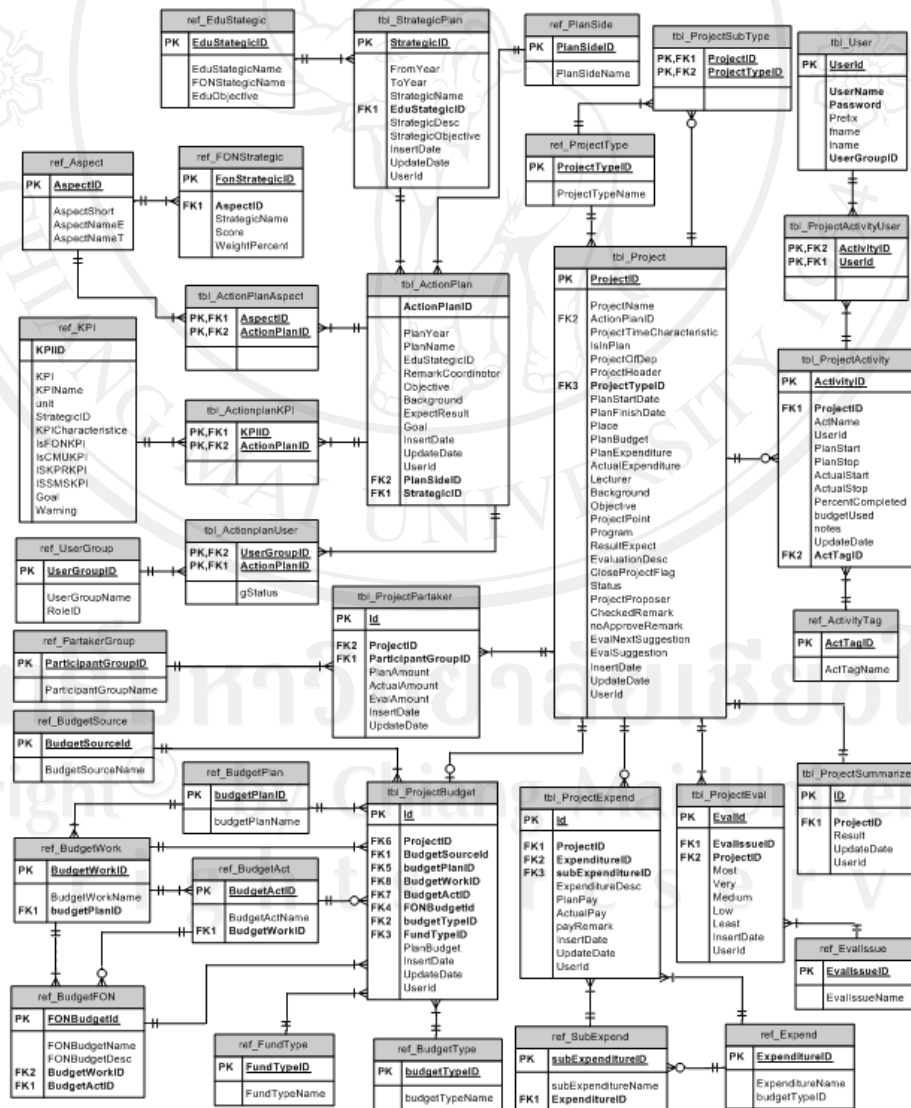 ref_EduStategic
PK EduStategicID
EduStategicName
FONStategicName
EduObjective
tbl_StrategicPlan
PK StrategicID
FromYear
ToYear
StrategicName
FK1 EduStategicID
StrategicDesc
StrategicObjective
InsertDate
UpdateDate
UserId
ref_PlanSide
PK PlanSideID
PlanSideName
tbl_ProjectSubType
PK,FK1 ProjectID
PK,FK2 ProjectTypeID
tbl_User
PK UserId
UserName
Password
Prefix
fname
lname
UserGroupID
ref_Aspect
PK AspectID
AspectShort
AspectNameE
AspectNameT
ref_FONStrategic
PK FonStrategicID
FK1 AspectID
StrategicName
Score
WeightPercent
ref_ProjectType
PK ProjectTypeID
ProjectTypeName
tbl_ProjectActivityUser
PK,FK2 ActivityID
PK,FK1 UserId
tbl_ActionPlanAspect
PK,FK1 AspectID
PK,FK2 ActionPlanID
tbl_ActionPlan
ActionPlanID
PlanYear
PlanName
EduStategicID
RemarkCoordinotor
Objective
Background
ExpectResult
Goal
InsertDate
UpdateDate
UserId
FK2 PlanSideID
FK1 StrategicID
tbl_Project
PK ProjectID
ProjectName
FK2 ActionPlanID
ProjectTimeCharacteristic
IsInPlan
ProjectOfDep
ProjectHeader
FK3 ProjectTypeID
PlanStartDate
PlanFinishDate
Place
PlanBudget
PlanExpenditure
ActualExpenditure
Lecturer
Background
Objective
ProjectPoint
Program
ResultExpect
EvaluationDesc
CloseProjectFlag
Status
ProjectProposer
CheckedRemark
noApproveRemark
EvalNextSuggestion
EvalSuggestion
InsertDate
UpdateDate
UserId
ref_KPI
KPIID
KPI
KPIName
unit
StrategicID
KPICharacteristice
IsFONKPI
IsCMUKPI
ISKPRKPI
ISSMSKPI
Goal
Warning
tbl_ActionplanKPI
PK,FK1 KPIID
PK,FK2 ActionPlanID
tbl_ProjectActivity
PK ActivityID
FK1 ProjectID
ActName
UserId
PlanStart
PlanStop
ActualStart
ActualStop
PercentCompleted
budgetUsed
notes
UpdateDate
FK2 ActTagID
tbl_ActionplanUser
PK,FK2 UserGroupID
PK,FK1 ActionPlanID
gStatus
ref_UserGroup
PK UserGroupID
UserGroupName
RoleID
tbl_ProjectPartaker
PK Id
FK2 ProjectID
FK1 ParticipantGroupID
PlanAmount
ActualAmount
EvalAmount
InsertDate
UpdateDate
ref_ActivityTag
PK ActTagID
ActTagName
ref_PartakerGroup
PK ParticipantGroupID
ParticipantGroupName
ref_BudgetSource
PK BudgetSourceId
BudgetSourceName
ref_BudgetPlan
PK budgetPlanID
budgetPlanName
tbl_ProjectBudget
PK Id
FK6 ProjectID
FK1 BudgetSourceId
FK5 budgetPlanID
FK8 BudgetWorkID
FK7 BudgetActID
FK4 FONBudgetId
FK2 budgetTypeID
FK3 FundTypeID
PlanBudget
InsertDate
UpdateDate
UserId
tbl_ProjectExpend
PK Id
FK1 ProjectID
FK2 ExpenditureID
FK3 subExpenditureID
ExpenditureDesc
PlanPay
ActualPay
payRemark
InsertDate
UpdateDate
UserId
tbl_ProjectEval
PK EvalId
FK1 EvalIssueID
FK2 ProjectID
Most
Very
Medium
Low
Least
InsertDate
UserId
tbl_ProjectSummarize
PK ID
FK1 ProjectID
Result
UpdateDate
UserId
ref_BudgetWork
PK BudgetWorkID
BudgetWorkName
FK1 budgetPlanID
ref_BudgetAct
PK BudgetActID
BudgetActName
FK1 BudgetWorkID
ref_EvalIssue
PK EvalIssueID
EvalIssueName
ref_BudgetFON
PK FONBudgetId
FONBudgetName
FONBudgetDesc
FK2 BudgetWorkID
FK1 BudgetActID
ref_FundType
PK FundTypeID
FundTypeName
ref_BudgetType
PK budgetTypeID
budgetTypeName
ref_SubExpend
PK subExpenditureID
subExpenditureName
FK1 ExpenditureID
ref_Expend
PK ExpenditureID
ExpenditureName
budgetTypeID